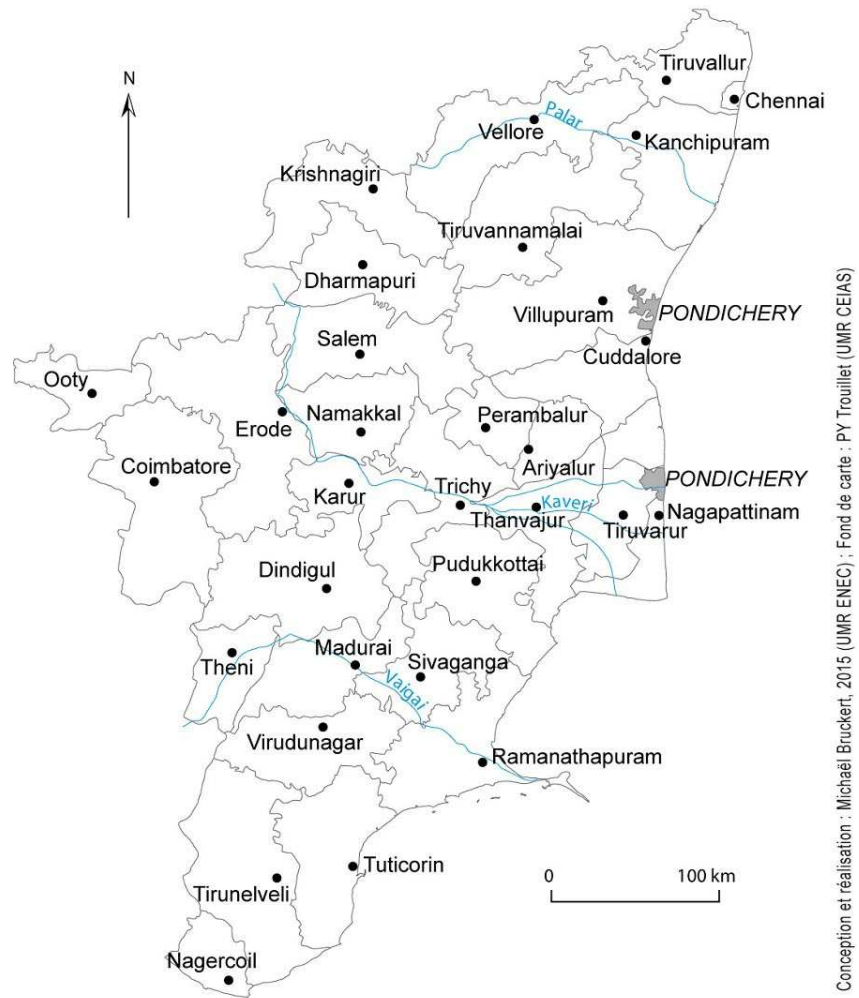 N
Tiruvallur
Chennai
Palar
Vellore
Kanchipuram
Krishnagiri
Tiruvannamalai
Dharmapuri
Villupuram
PONDICHERY
Salem
Cuddalore
Ooty
Erode
Namakkal
Perambalur
Coimbatore
Ariyalur
Karur
Trichy
PONDICHERY
Kaveri
Thanvajur
Tiruvarur
Nagapattinam
Dindigul
Pudukkottai
Theni
Madurai
Sivaganga
Vaigai
Virudunagar
Ramanathapuram
Tuticorin
Tirunelveli
0 100 km
Nagercoil
Conception et réalisation : Michaël Bruckert, 2015 (UMR ENEC) ; Fond de carte : PY Trouillet (UMR CEIAS)